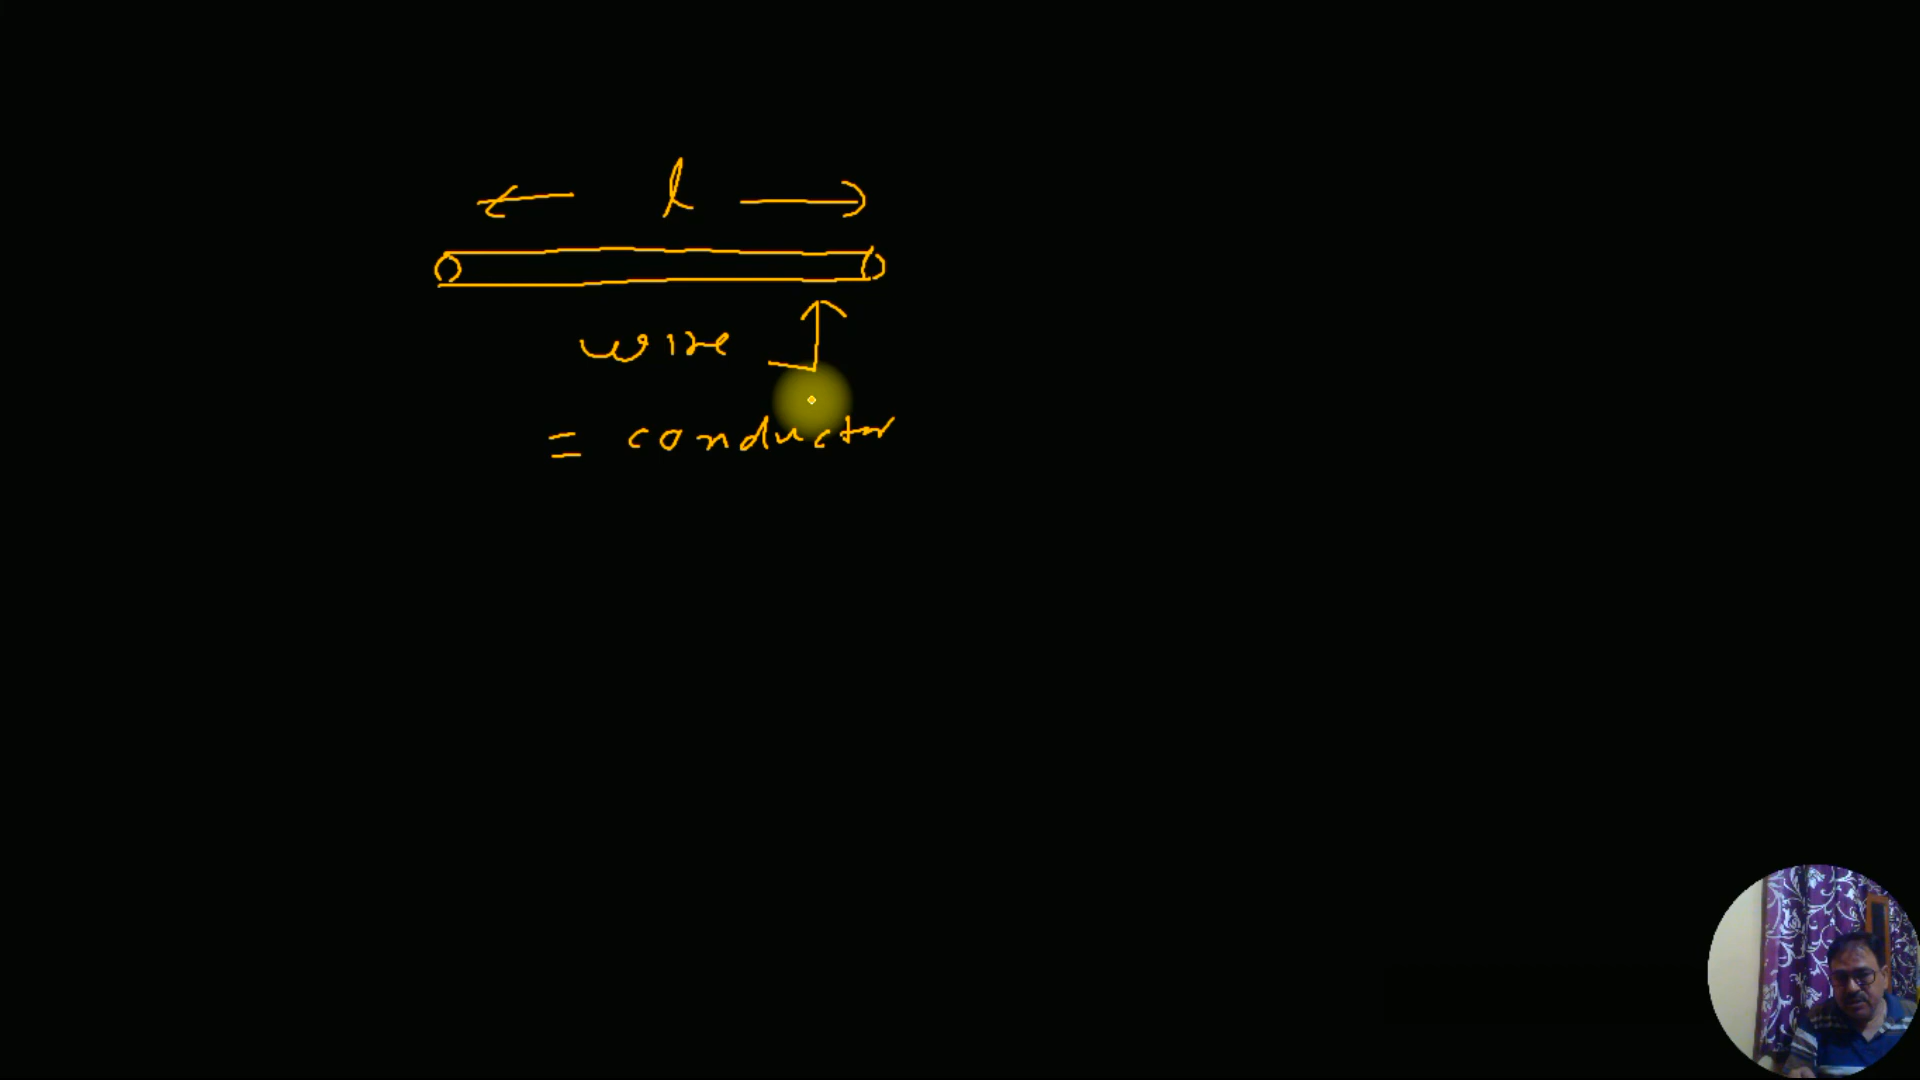 l
wire
= conductor